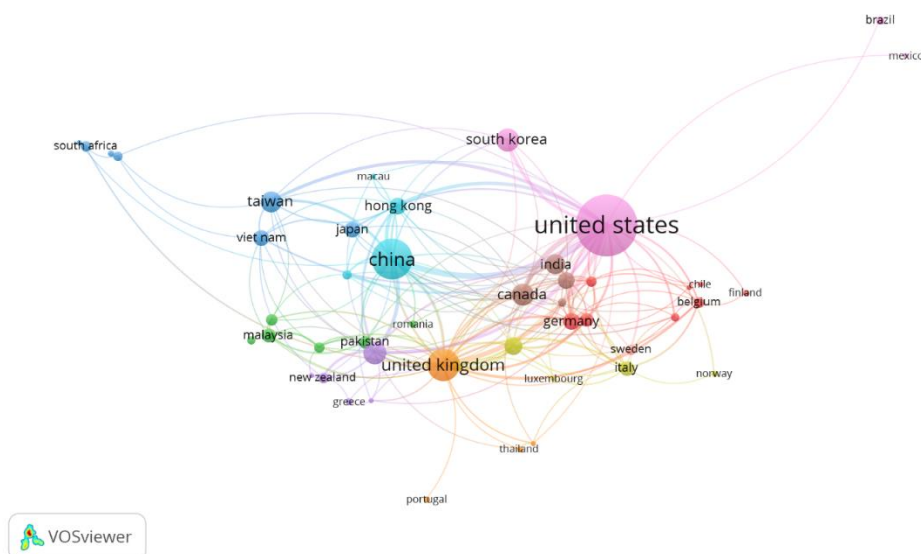 brazil
mexico
south africa
south korea
macau
taiwan
hong kong
united states
viet nam
japan
china
india
canada
chile
finland
belgium
germany
romania
malaysia
pakistan
sweden
united kingdom
italy
new zealand
luxembourg
norway
greece
thailand
portugal
VOSviewer